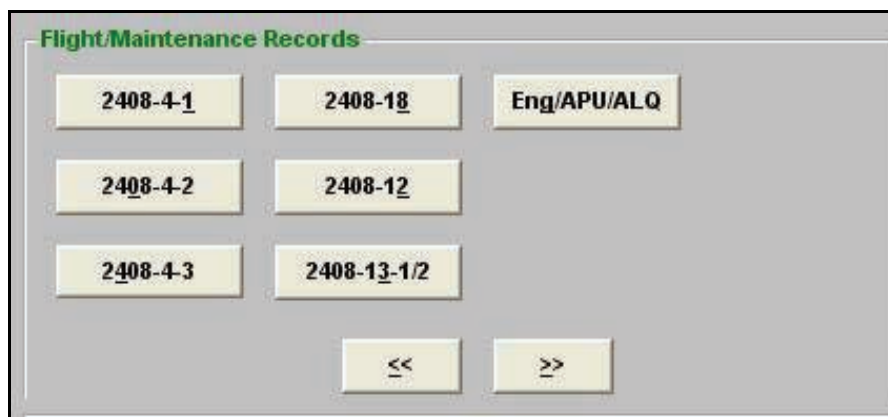 Flight/Maintenance Records
2408-4-1 2408-18 Eng/APU/ALQ
2408-4-2 2408-12
2408-4-3 2408-13-1/2
<< >>